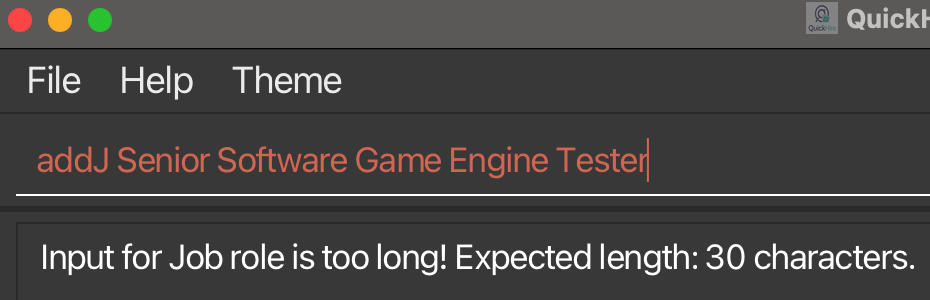 QuickHire
QuickH
File Help Theme
addJ Senior Software Game Engine Tester
Input for Job role is too long! Expected length: 30 characters.